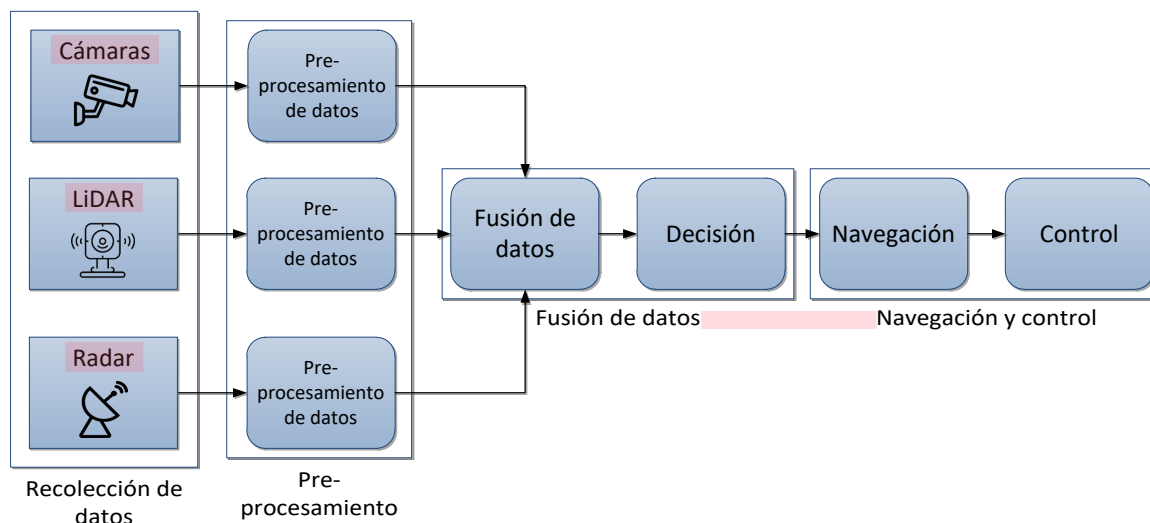 Cámaras
LiDAR
Radar
Recolección de
datos
Pre-
procesamiento
de datos
Pre-
procesamiento
de datos
Pre-
procesamiento
de datos
Pre-
procesamiento
Fusión de
datos
Decisión
Fusión de datos
Navegación
Control
Navegación y control